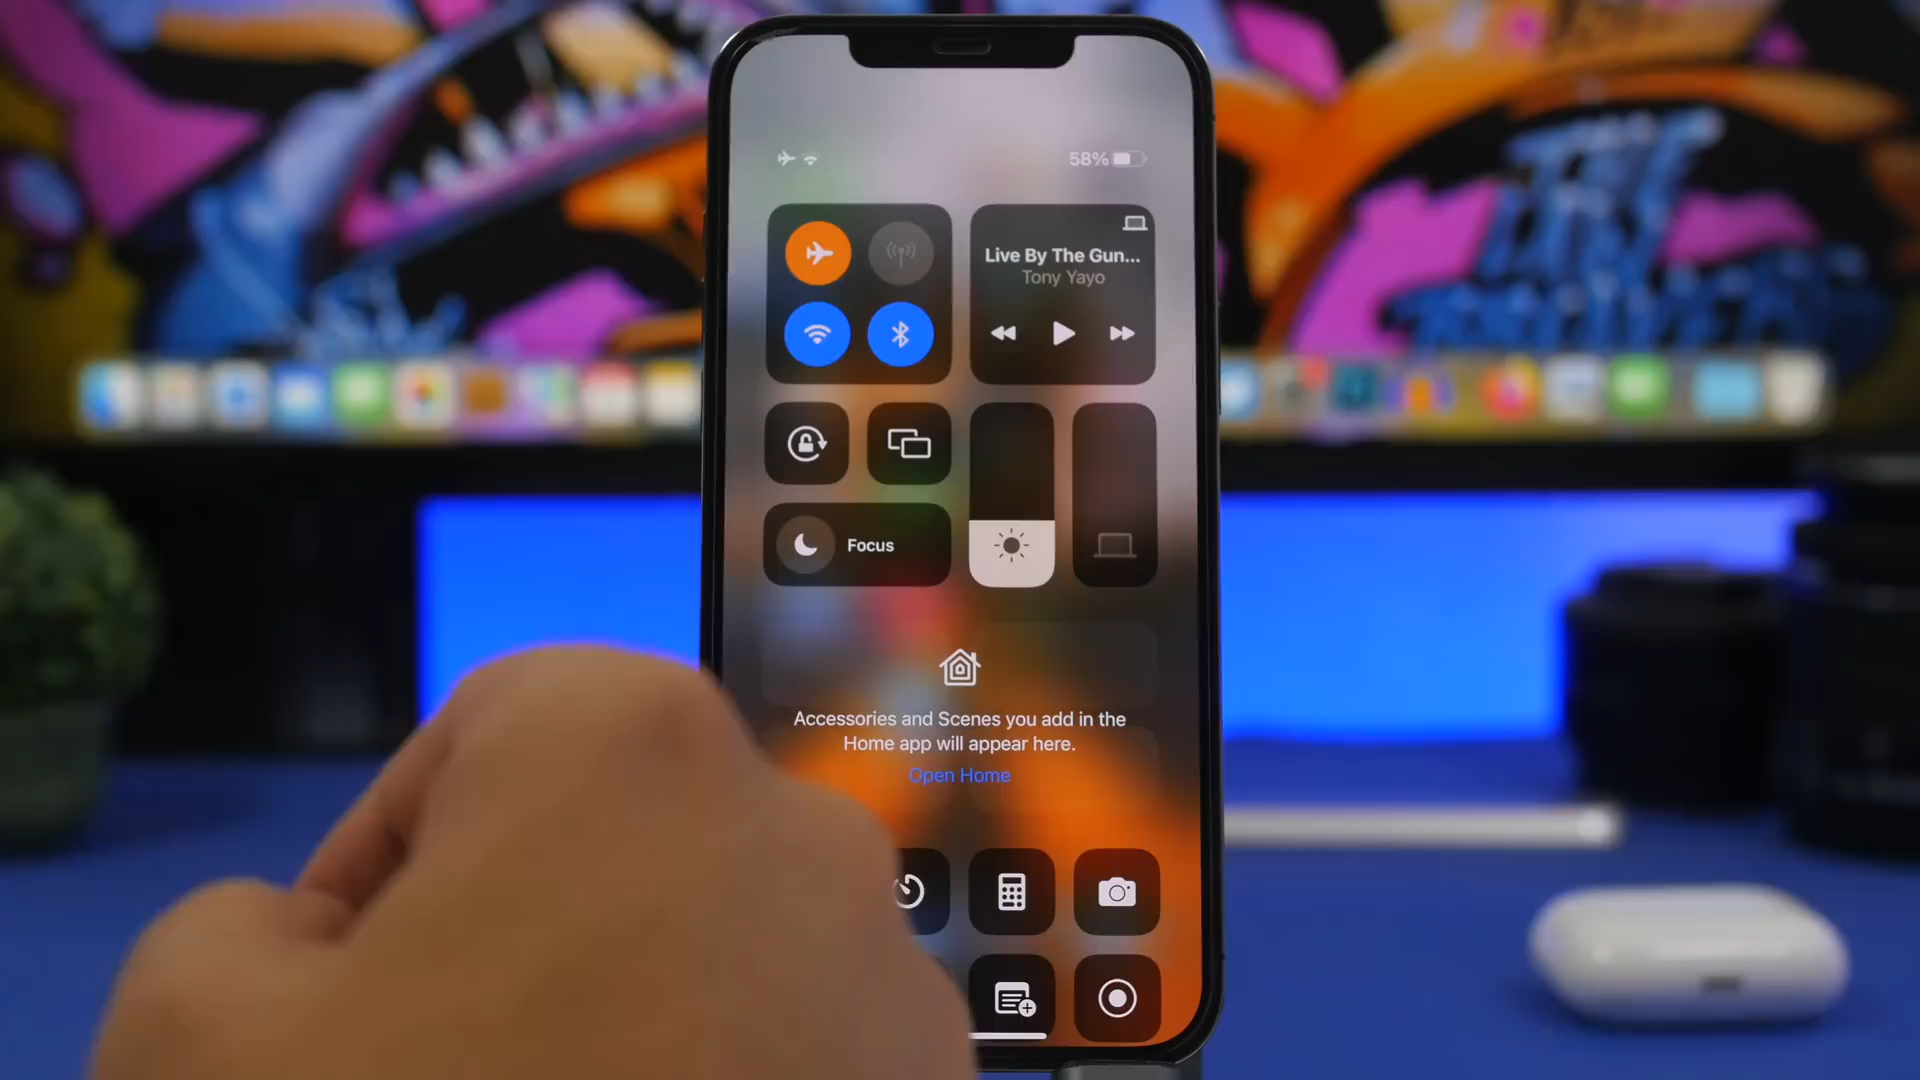 58%
Live By The Gun...
Tony Yayo
Focus
Accessories and Scenes you add in the
Home app will appear here.
Open Home